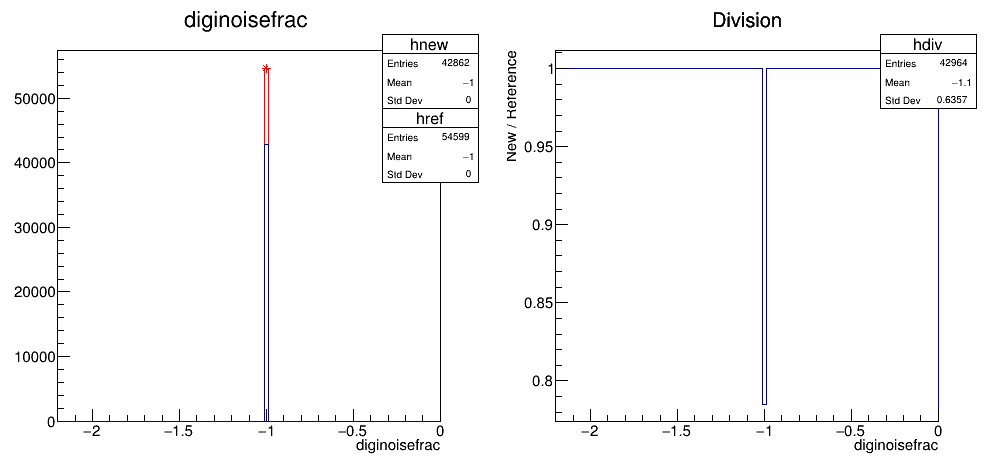 diginoisefrac
hnew
Entries 42862
Mean −1
Std Dev 0
href
Entries 54599
Mean −1
Std Dev 0
50000
40000
30000
20000
10000
0
−2 −1.5 −1 −0.5 0
diginoisefrac
Division
hdiv
Entries 42964
Mean −1.1
Std Dev 0.6357
New / Reference
1
0.95
0.9
0.85
0.8
−2 −1.5 −1 −0.5 0
diginoisefrac